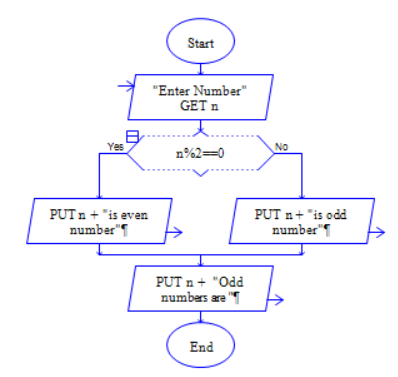 Start
"Enter Number"
GET n
Yes
n%2==0
No
PUT n + "is even
number"¶
PUT n + "is odd
number"¶
PUT n + "Odd
numbers are "¶
End